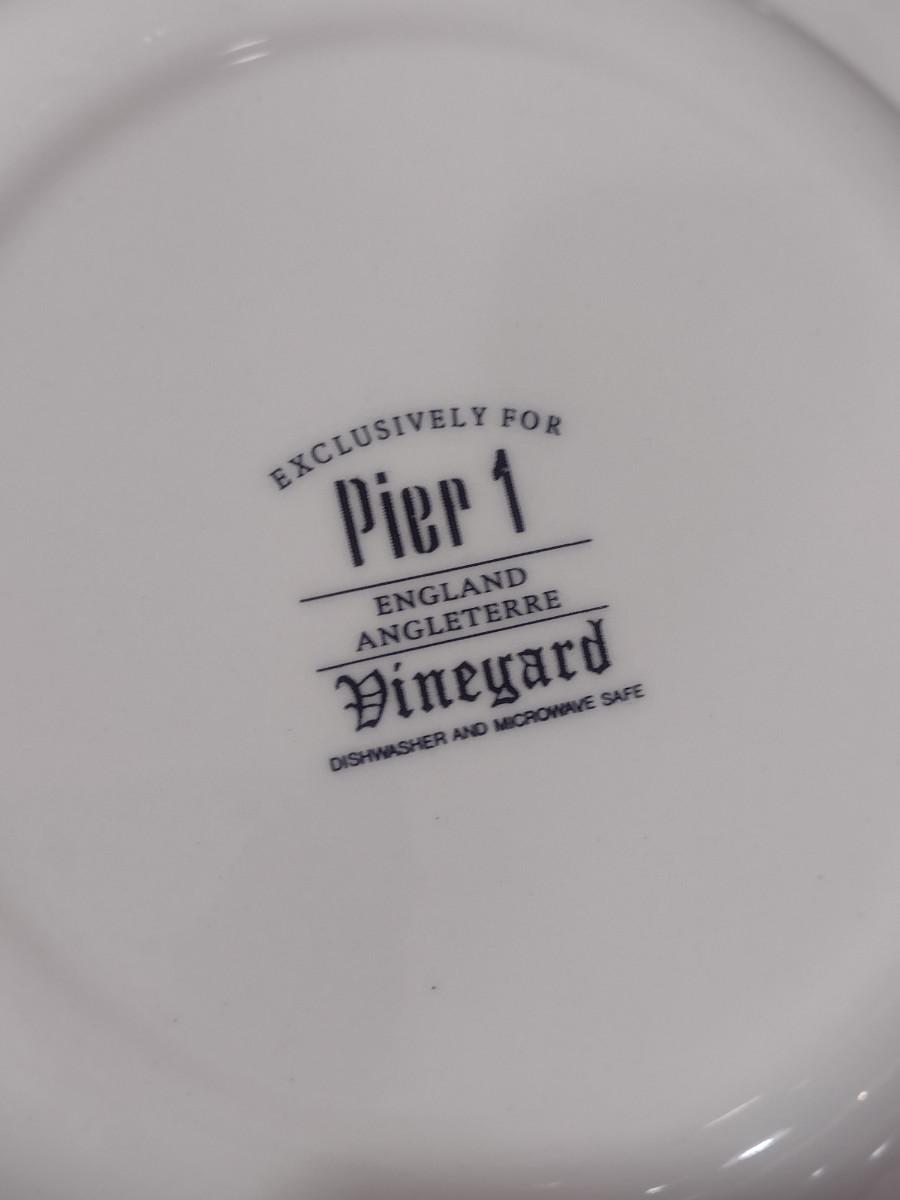 EXCLUSIVELY FOR
Pier 1
ENGLAND
ANGLETERRE
Vineyard
DISHWASHER AND MICROWAVE SAFE